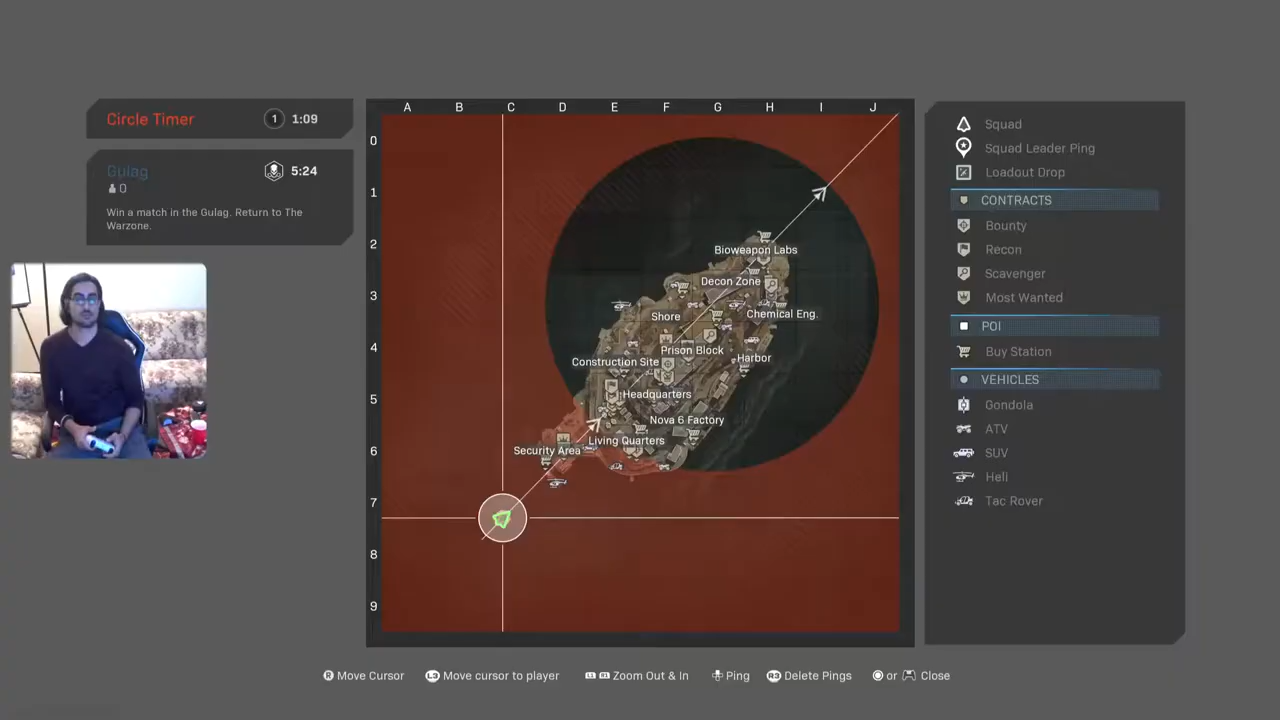 Circle Timer 1 1:09
Gulag 5:24
0
Win a match in the Gulag. Return to The
Warzone.
A B C D E F G H I J
0
1
2
3
4
5
6
7
8
9
Bioweapon Labs
Decon Zone
Chemical Eng.
Shore
Prison Block
Harbor
Construction Site
Headquarters
Nova 6 Factory
Living Quarters
Security Area
Squad
Squad Leader Ping
Loadout Drop
CONTRACTS
Bounty
Recon
Scavenger
Most Wanted
POI
Buy Station
VEHICLES
Gondola
ATV
SUV
Heli
Tac Rover
R Move Cursor L3 Move cursor to player L1 R1 Zoom Out & In Ping R3 Delete Pings or Close